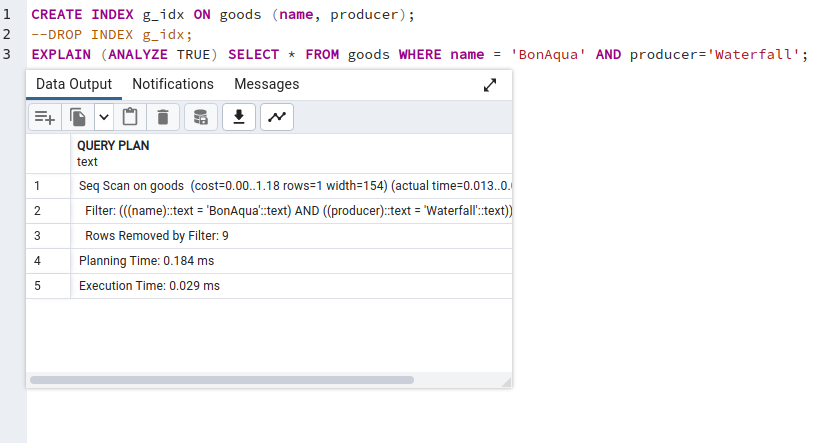 1 CREATE INDEX g_idx ON goods (name, producer);
2 --DROP INDEX g_idx;
3 EXPLAIN (ANALYZE TRUE) SELECT * FROM goods WHERE name = 'BonAqua' AND producer='Waterfall';
Data Output Notifications Messages
QUERY PLAN
text
1 Seq Scan on goods (cost=0.00..1.18 rows=1 width=154) (actual time=0.013..0.
2 Filter: (((name)::text = 'BonAqua'::text) AND ((producer)::text = 'Waterfall'::text))
3 Rows Removed by Filter: 9
4 Planning Time: 0.184 ms
5 Execution Time: 0.029 ms